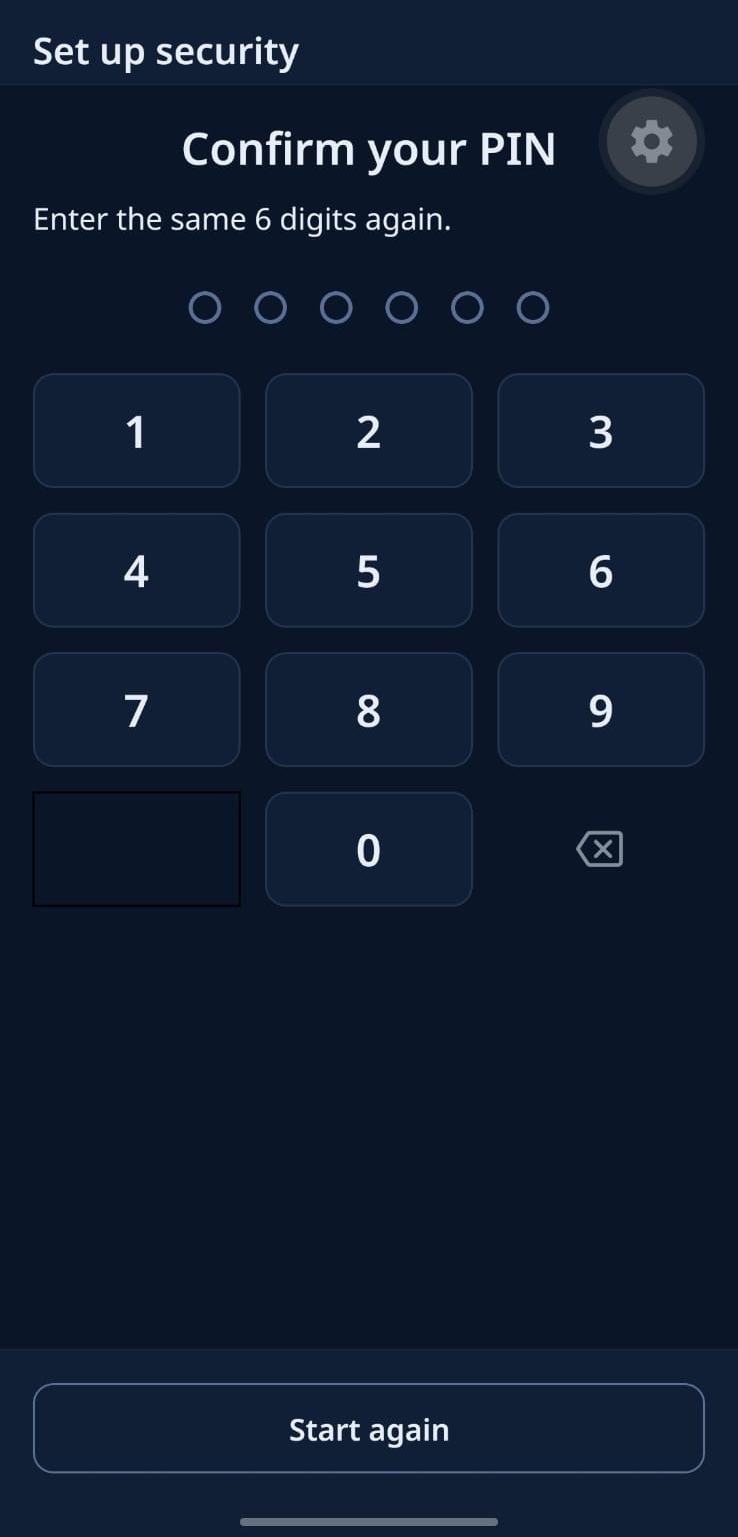 Set up security
Confirm your PIN
Enter the same 6 digits again.
1 2 3
4 5 6
7 8 9
0
Start again